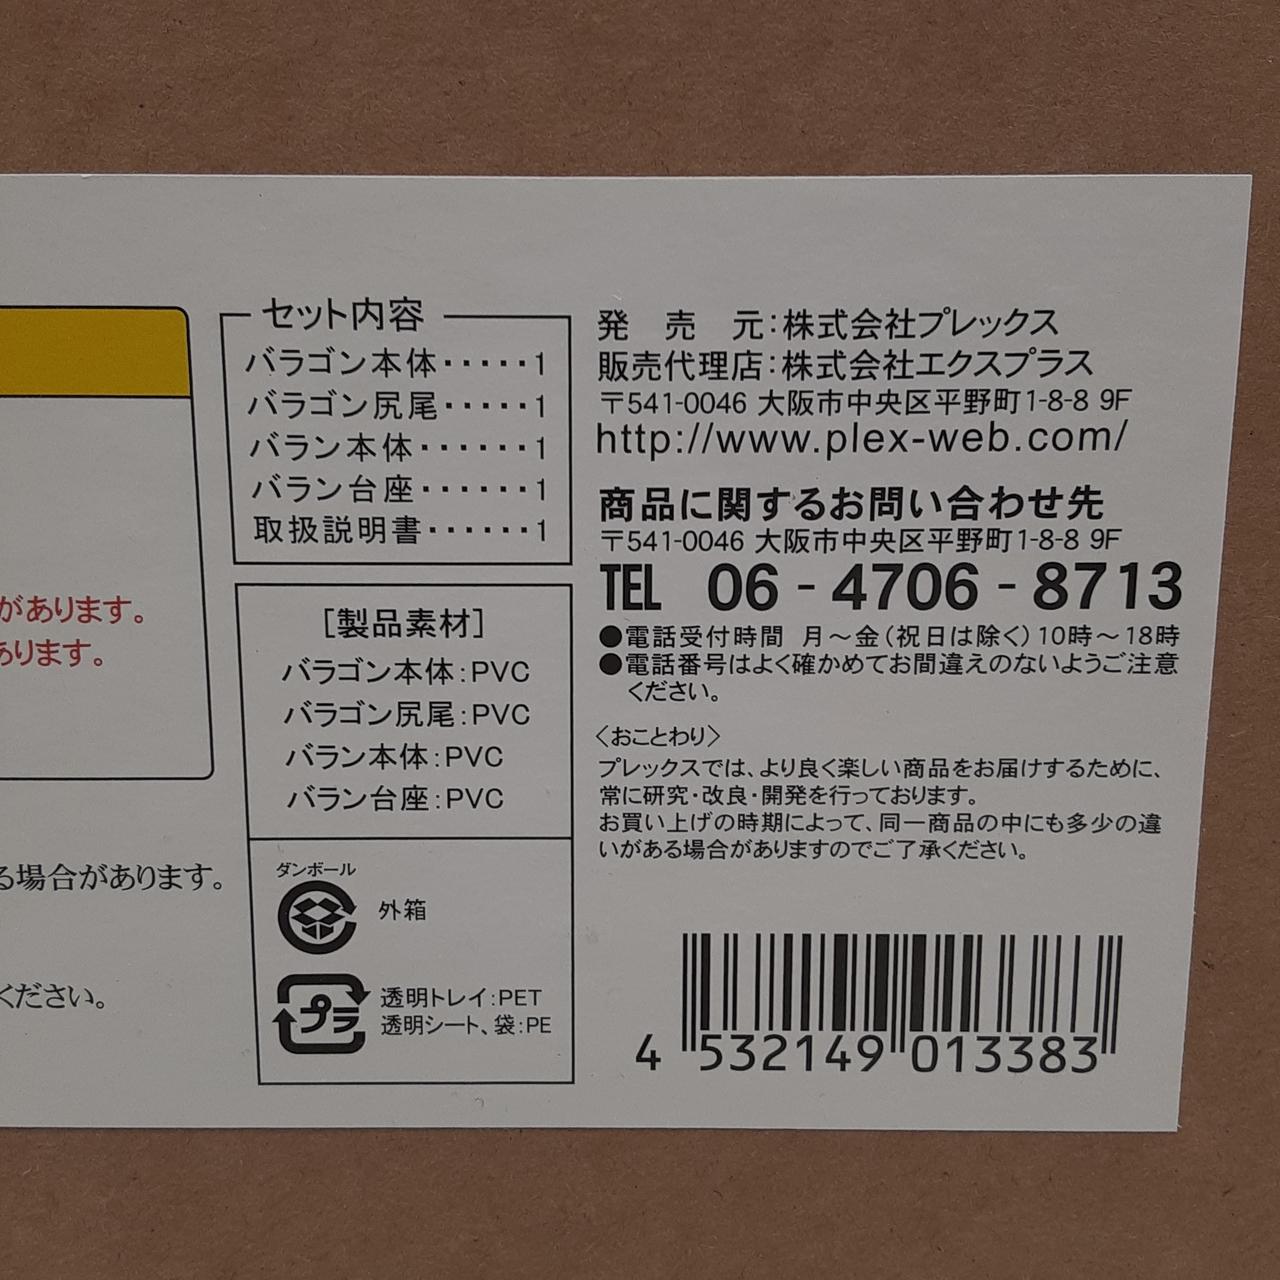 があります。
あります。
る場合があります。
ください。
セット内容
バラゴン本体・・・・・1
バラゴン尻尾・・・・・1
バラン本体・・・・・・1
バラン台座・・・・・・1
取扱説明書・・・・・・1
[製品素材]
バラゴン本体:PVC
バラゴン尻尾:PVC
バラン本体:PVC
バラン台座:PVC
ダンボール
外箱
プラ
透明トレイ:PET
透明シート、袋:PE
発 売 元:株式会社プレックス
販売代理店:株式会社エクスプラス
〒541-0046 大阪市中央区平野町1-8-8 9F
http://www.plex-web.com/
商品に関するお問い合わせ先
〒541-0046 大阪市中央区平野町1-8-8 9F
TEL 06-4706-8713
●電話受付時間 月～金(祝日は除く)10時～18時
●電話番号はよく確かめてお間違えのないようご注意
ください。
〈おことわり〉
プレックスでは、より良く楽しい商品をお届けするために、
常に研究・改良・開発を行っております。
お買い上げの時期によって、同一商品の中にも多少の違
いがある場合がありますのでご了承ください。
4 532149 013383